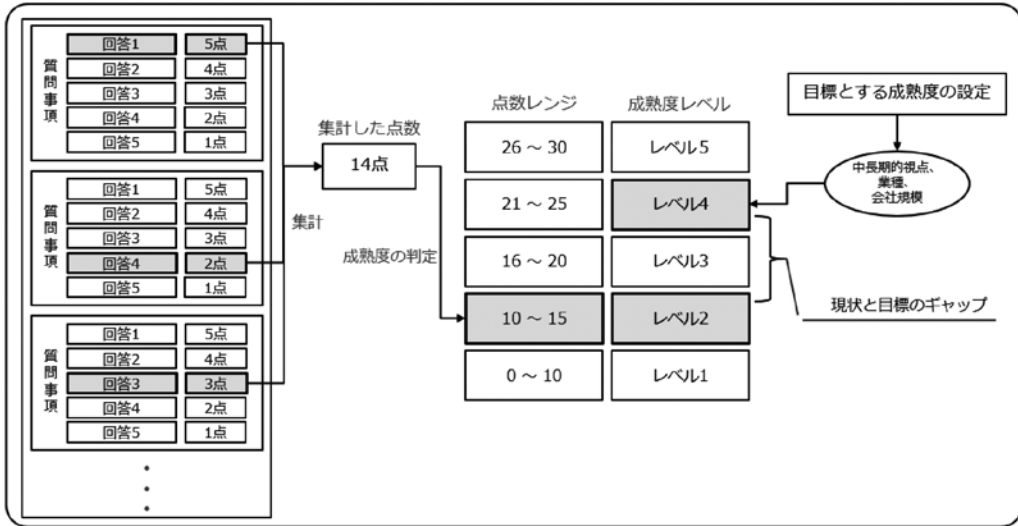 質問事項
回答1 5点
回答2 4点
回答3 3点
回答4 2点
回答5 1点
質問事項
回答1 5点
回答2 4点
回答3 3点
回答4 2点
回答5 1点
質問事項
回答1 5点
回答2 4点
回答3 3点
回答4 2点
回答5 1点
集計
集計した点数
14点
成熟度の判定
点数レンジ 成熟度レベル
26 ～ 30 レベル5
21 ～ 25 レベル4
16 ～ 20 レベル3
10 ～ 15 レベル2
0 ～ 10 レベル1
目標とする成熟度の設定
中長期的視点、
業種、
会社規模
現状と目標のギャップ